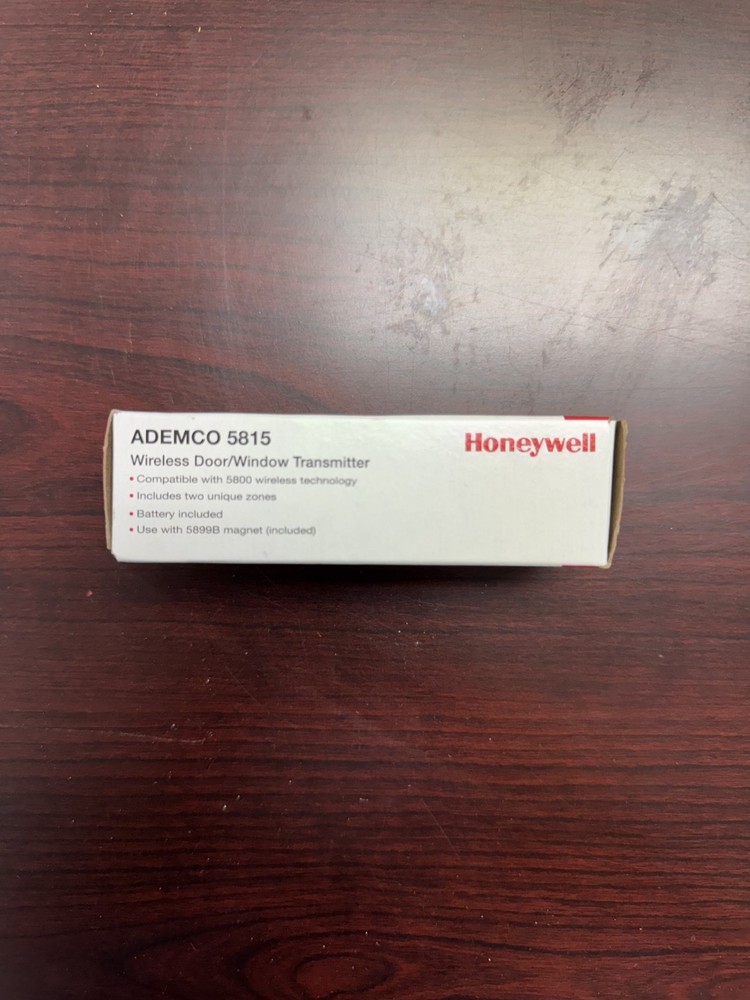 ADEMCO 5815
Honeywell
Wireless Door/Window Transmitter
• Compatible with 5800 wireless technology
• Includes two unique zones
• Battery included
• Use with 5899B magnet (included)